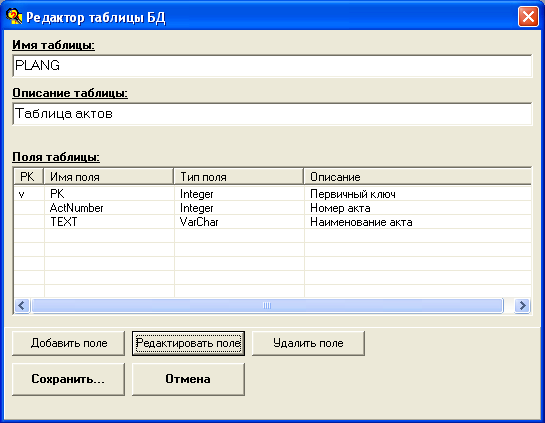 Редактор таблицы БД
Имя таблицы:
PLANG
Описание таблицы:
Таблица актов
Поля таблицы:
PK Имя поля Тип поля Описание
v PK Integer Первичный ключ
ActNumber Integer Номер акта
TEXT VarChar Наименование акта
Добавить поле Редактировать поле Удалить поле
Сохранить... Отмена